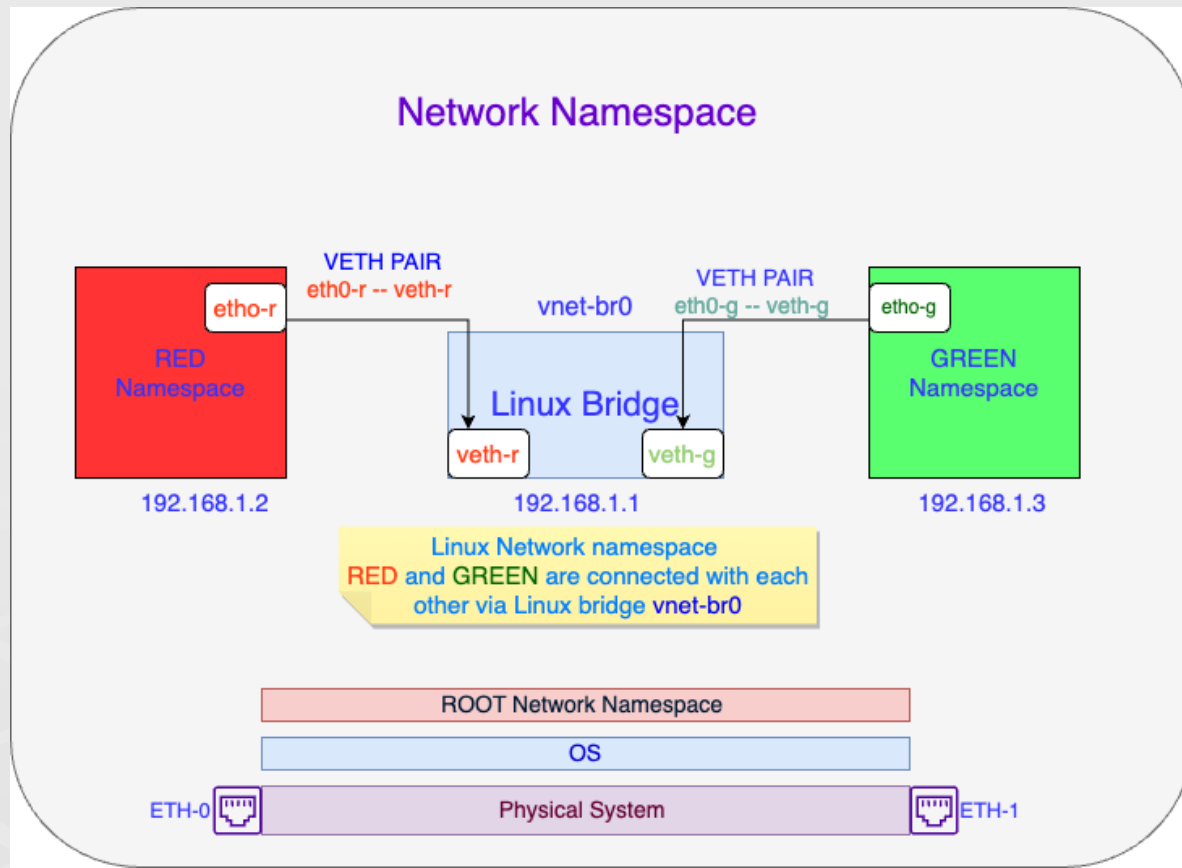 Network Namespace
VETH PAIR
eth0-r -- veth-r
VETH PAIR
eth0-g -- veth-g
vnet-br0
etho-r
etho-g
RED
Namespace
Linux Bridge
GREEN
Namespace
veth-r
veth-g
192.168.1.2
192.168.1.1
192.168.1.3
Linux Network namespace
RED and GREEN are connected with each
other via Linux bridge vnet-br0
ROOT Network Namespace
OS
ETH-0
Physical System
ETH-1